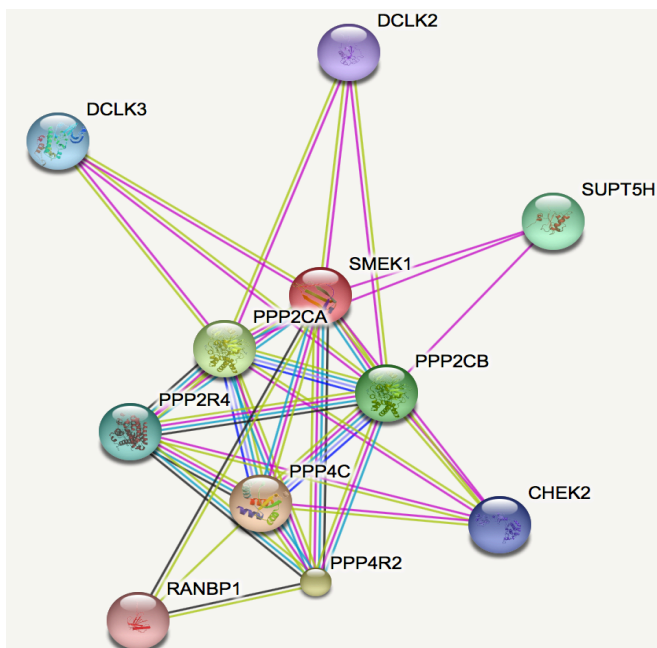 DCLK2
DCLK3
SUPT5H
SMEK1
PPP2CA
PPP2CB
PPP2R4
PPP4C
CHEK2
PPP4R2
RANBP1